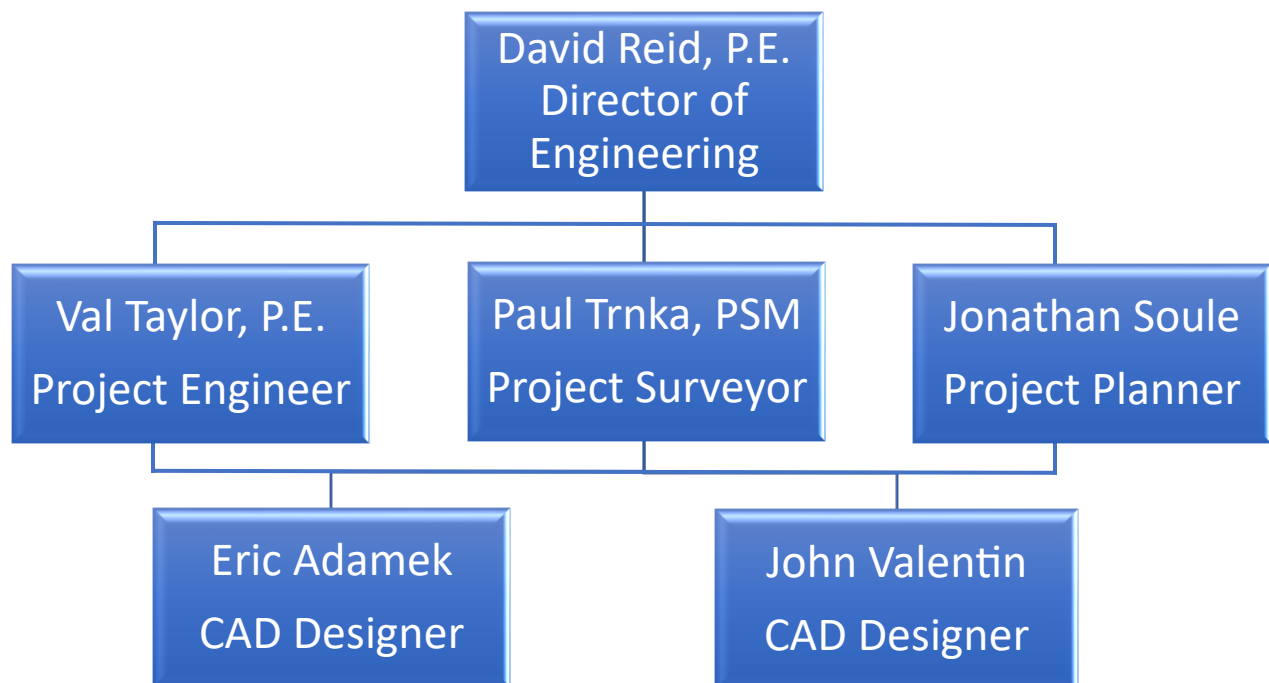 David Reid, P.E.
Director of
Engineering
Val Taylor, P.E.
Project Engineer
Paul Trnka, PSM
Project Surveyor
Jonathan Soule
Project Planner
Eric Adamek
CAD Designer
John Valentin
CAD Designer